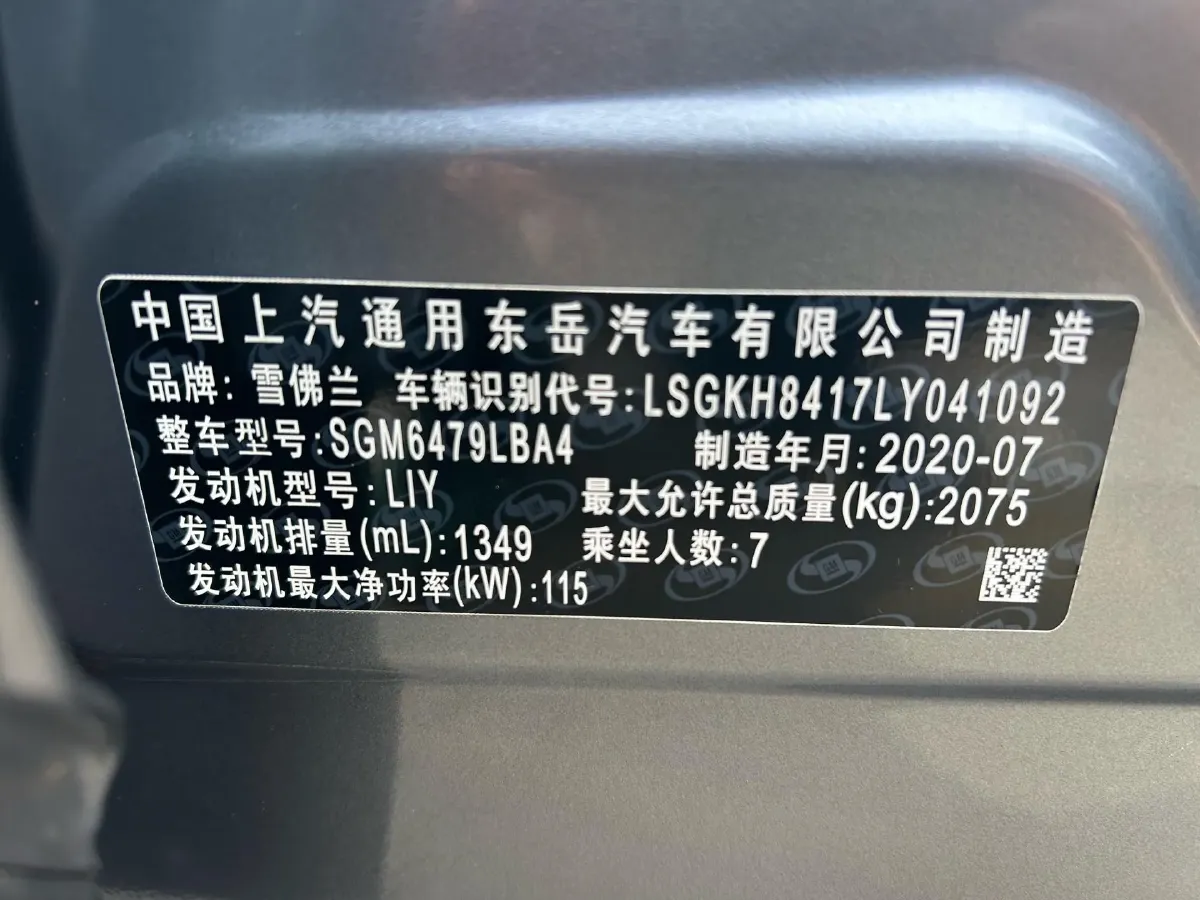 中国上汽通用东岳汽车有限公司制造
品牌: 雪佛兰 车辆识别代号:LSGKH8417LY041092
整车型号:SGM6479LBA4 制造年月:2020-07
发动机型号:LIY 最大允许总质量(kg):2075
发动机排量(mL):1349 乘坐人数:7
发动机最大净功率(kW):115